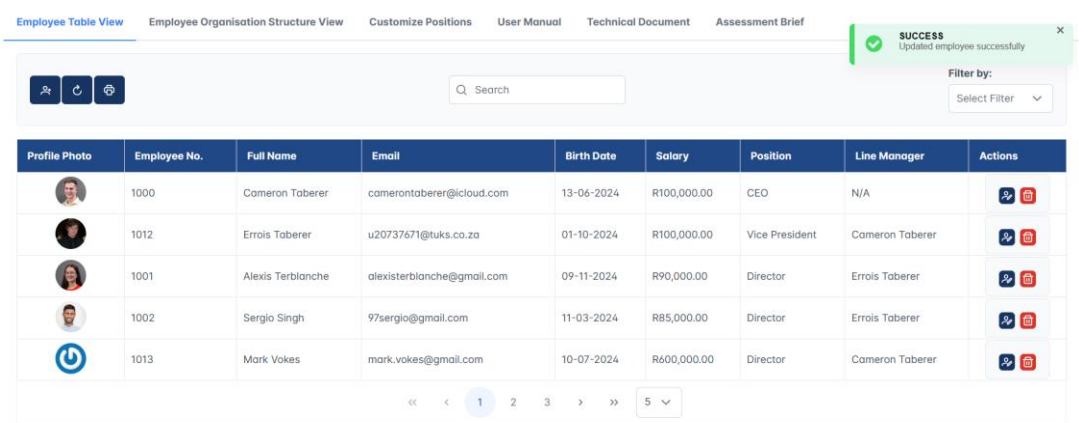 Employee Table View Employee Organisation Structure View Customize Positions User Manual Technical Document Assessment Brief
SUCCESS
Updated employee successfully
Filter by:
Search
Select Filter
Profile Photo Employee No. Full Name Email Birth Date Salary Position Line Manager Actions
1000 Cameron Taberer camerontaberer@icloud.com 13-06-2024 R100,000.00 CEO N/A
1012 Errois Taberer u20737671@tuks.co.za 01-10-2024 R100,000.00 Vice President Cameron Taberer
1001 Alexis Terblanche alexisterblanche@gmail.com 09-11-2024 R90,000.00 Director Errois Taberer
1002 Sergio Singh 97sergio@gmail.com 11-03-2024 R85,000.00 Director Errois Taberer
1013 Mark Vokes mark.vokes@gmail.com 10-07-2024 R600,000.00 Director Cameron Taberer
<< < 1 2 3 > >> 5